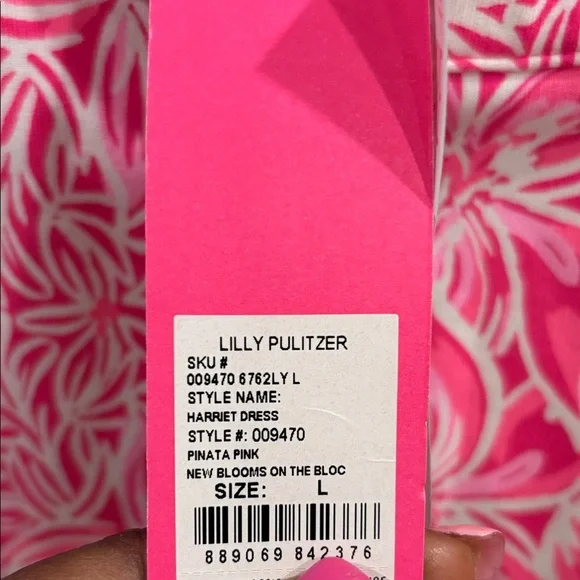 LILLY PULITZER
SKU #
009470 6762LY L
STYLE NAME:
HARRIET DRESS
STYLE #: 009470
PINATA PINK
NEW BLOOMS ON THE BLOC
SIZE: L
889069 842376